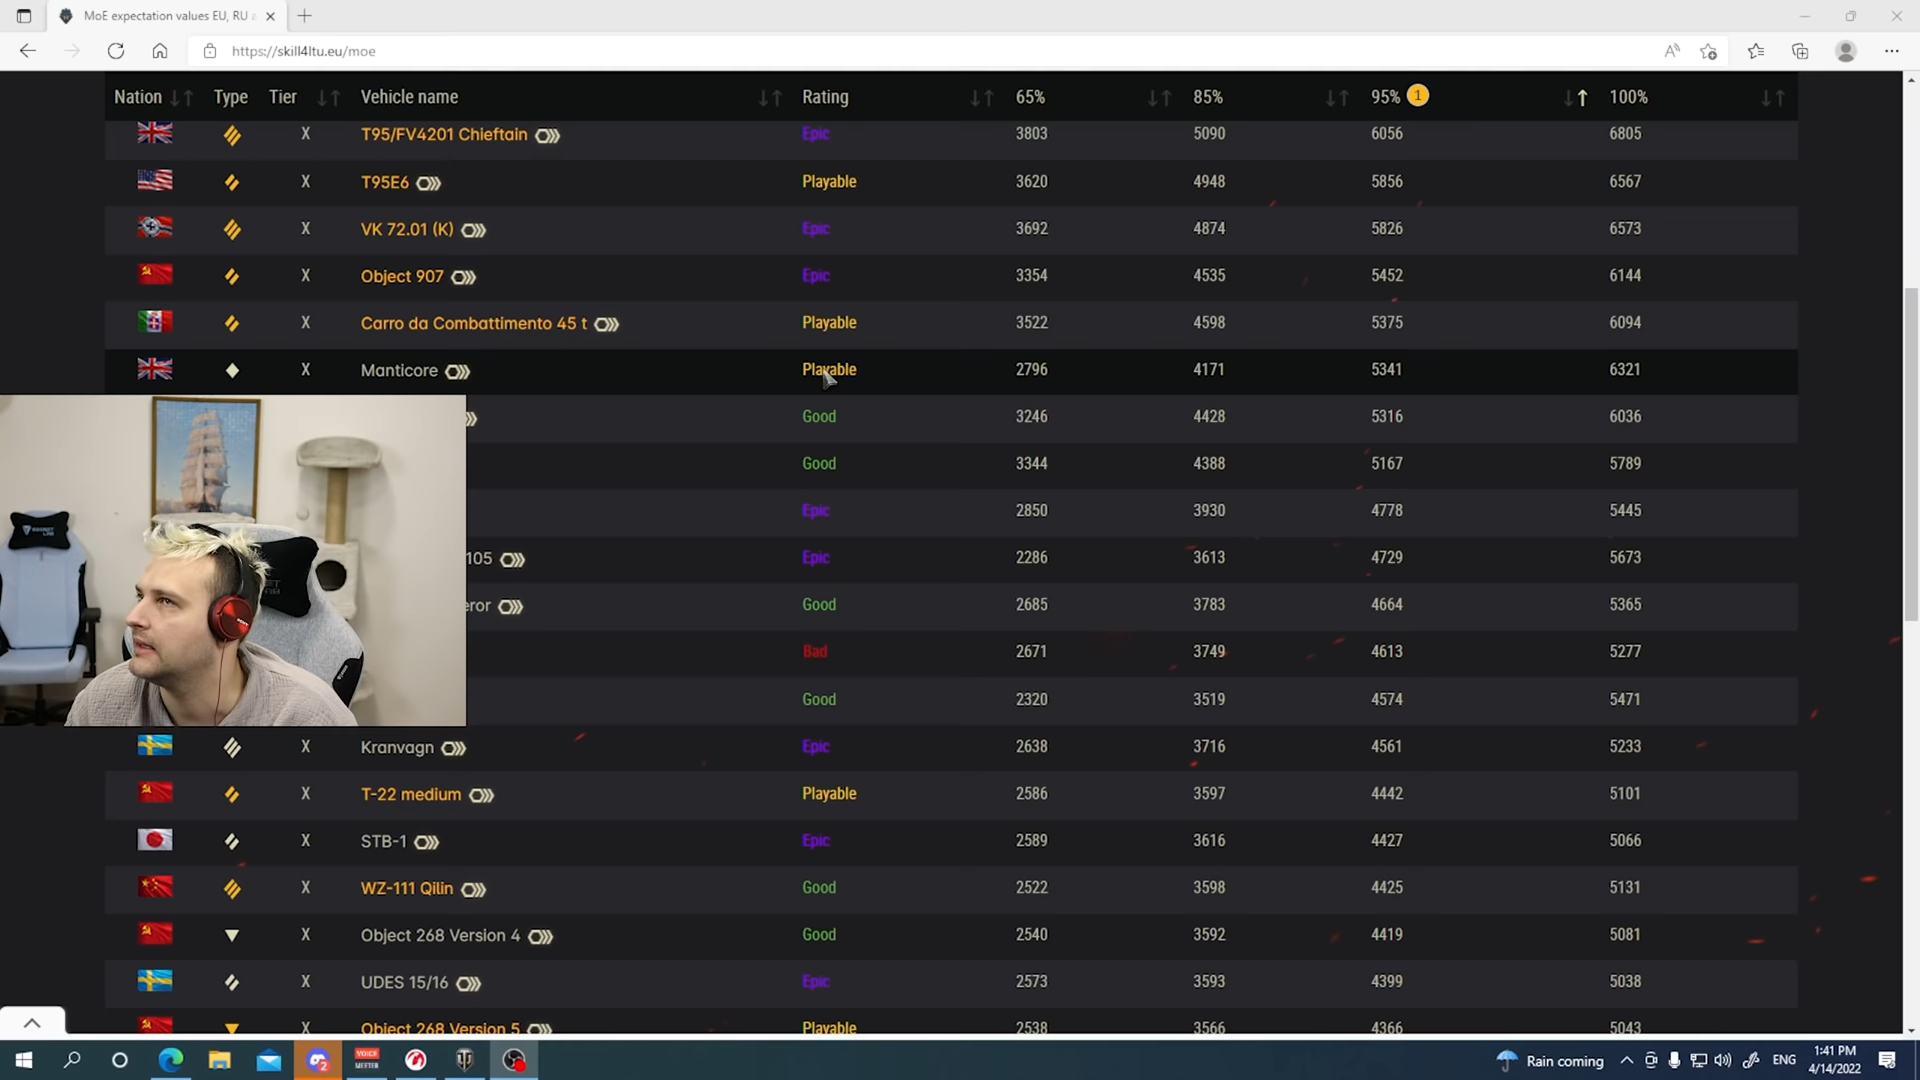 MoE expectation values EU, RU a
https://skill4ltu.eu/moe
Nation Type Tier Vehicle name Rating 65% 85% 95% 1 100%
X T95/FV4201 Chieftain Epic 3803 5090 6056 6805
X T95E6 Playable 3620 4948 5856 6567
X VK 72.01 (K) Epic 3692 4874 5826 6573
X Object 907 Epic 3354 4535 5452 6144
X Carro da Combattimento 45 t Playable 3522 4598 5375 6094
X Manticore Playable 2796 4171 5341 6321
Good 3246 4428 5316 6036
Good 3344 4388 5167 5789
Epic 2850 3930 4778 5445
105 Epic 2286 3613 4729 5673
eror Good 2685 3783 4664 5365
Bad 2671 3749 4613 5277
Good 2320 3519 4574 5471
X Kranvagn Epic 2638 3716 4561 5233
X T-22 medium Playable 2586 3597 4442 5101
X STB-1 Epic 2589 3616 4427 5066
X WZ-111 Qilin Good 2522 3598 4425 5131
X Object 268 Version 4 Good 2540 3592 4419 5081
X UDES 15/16 Epic 2573 3593 4399 5038
X Object 268 Version 5 Playable 2538 3566 4366 5043
VOICE
MEETER
2
Rain coming
ENG
1:41 PM
4/14/2022